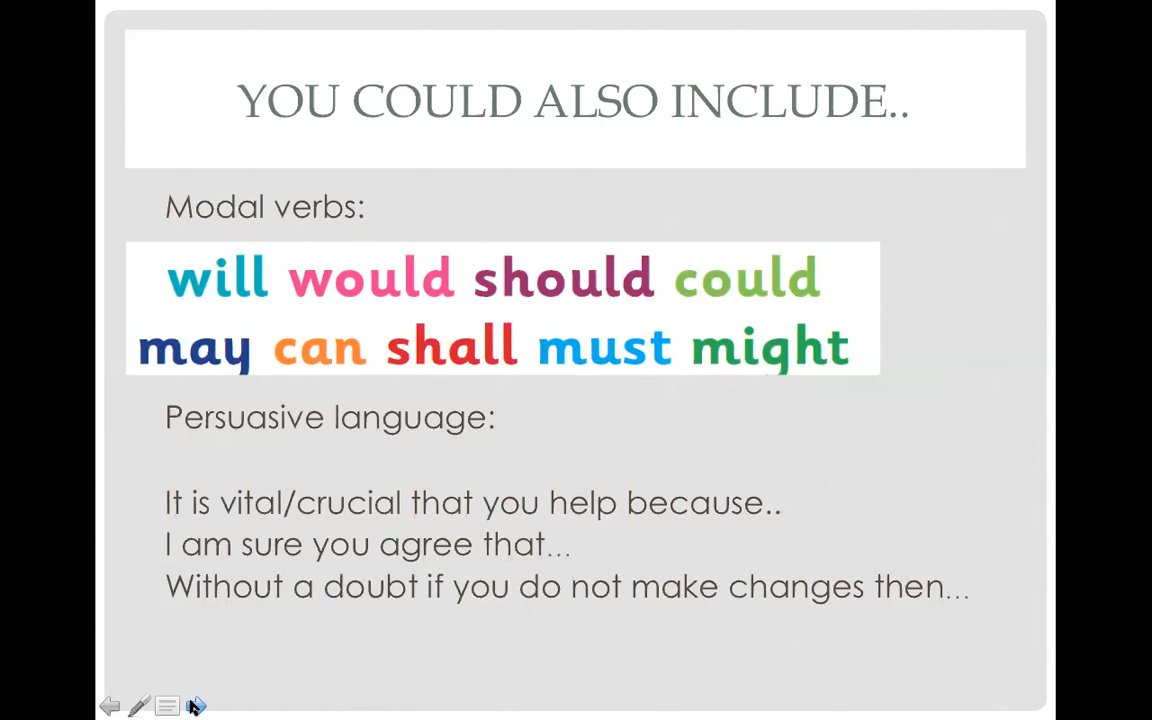 YOU COULD ALSO INCLUDE..
Modal verbs:
will would should could
may can shall must might
Persuasive language:
It is vital/crucial that you help because..
I am sure you agree that...
Without a doubt if you do not make changes then...